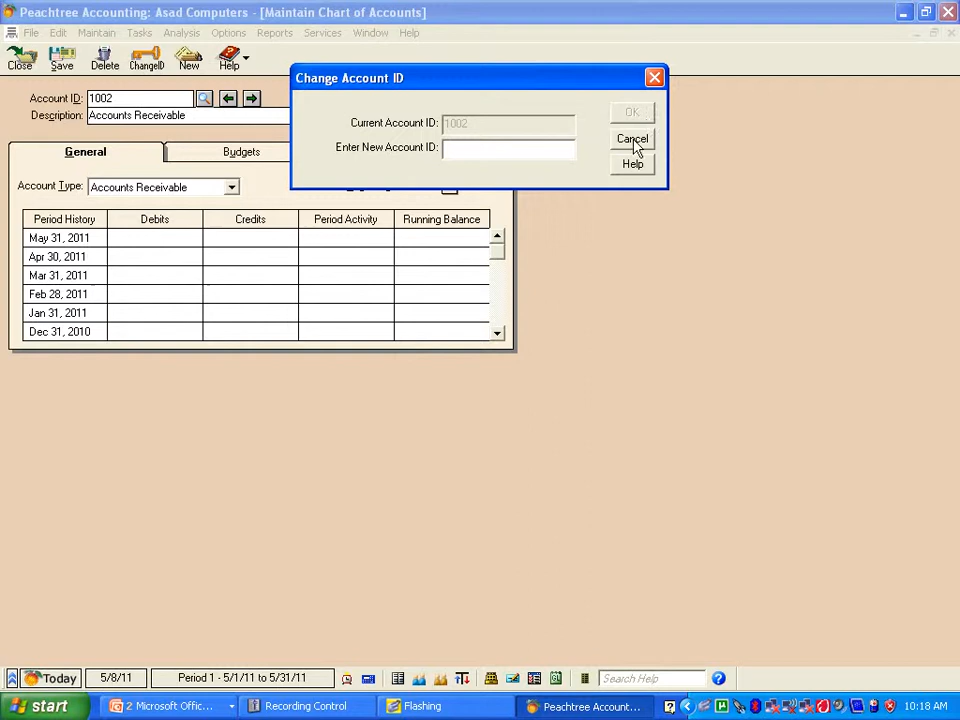 Peachtree Accounting: Asad Computers - [Maintain Chart of Accounts]
File Edit Maintain Tasks Analysis Options Reports Services Window Help
Close Save Delete ChangeID New Help
Change Account ID
Current Account ID: 1002
Enter New Account ID:
OK
Cancel
Help
Account ID: 1002
Description: Accounts Receivable
General Budgets
Account Type: Accounts Receivable
Period History Debits Credits Period Activity Running Balance
May 31, 2011
Apr 30, 2011
Mar 31, 2011
Feb 28, 2011
Jan 31, 2011
Dec 31, 2010
Today 5/8/11 Period 1 - 5/1/11 to 5/31/11 Search Help
start 2 Microsoft Offic... Recording Control Flashing Peachtree Account... 10:18 AM